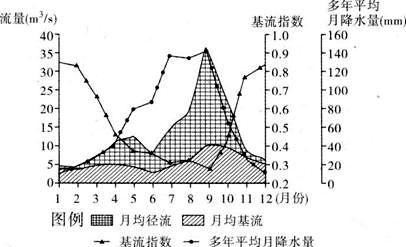 流量(m³/s)
基流指数
多年平均
月降水量(mm)
40 1.0 160
35 0.9 140
30 0.8 120
25 0.7 100
20 0.6 80
15 0.5 60
10 0.4 40
5 0.3 20
0 0.2 0
1 2 3 4 5 6 7 8 9 10 11 12 (月份)
图例 月均径流 月均基流
基流指数 多年平均月降水量